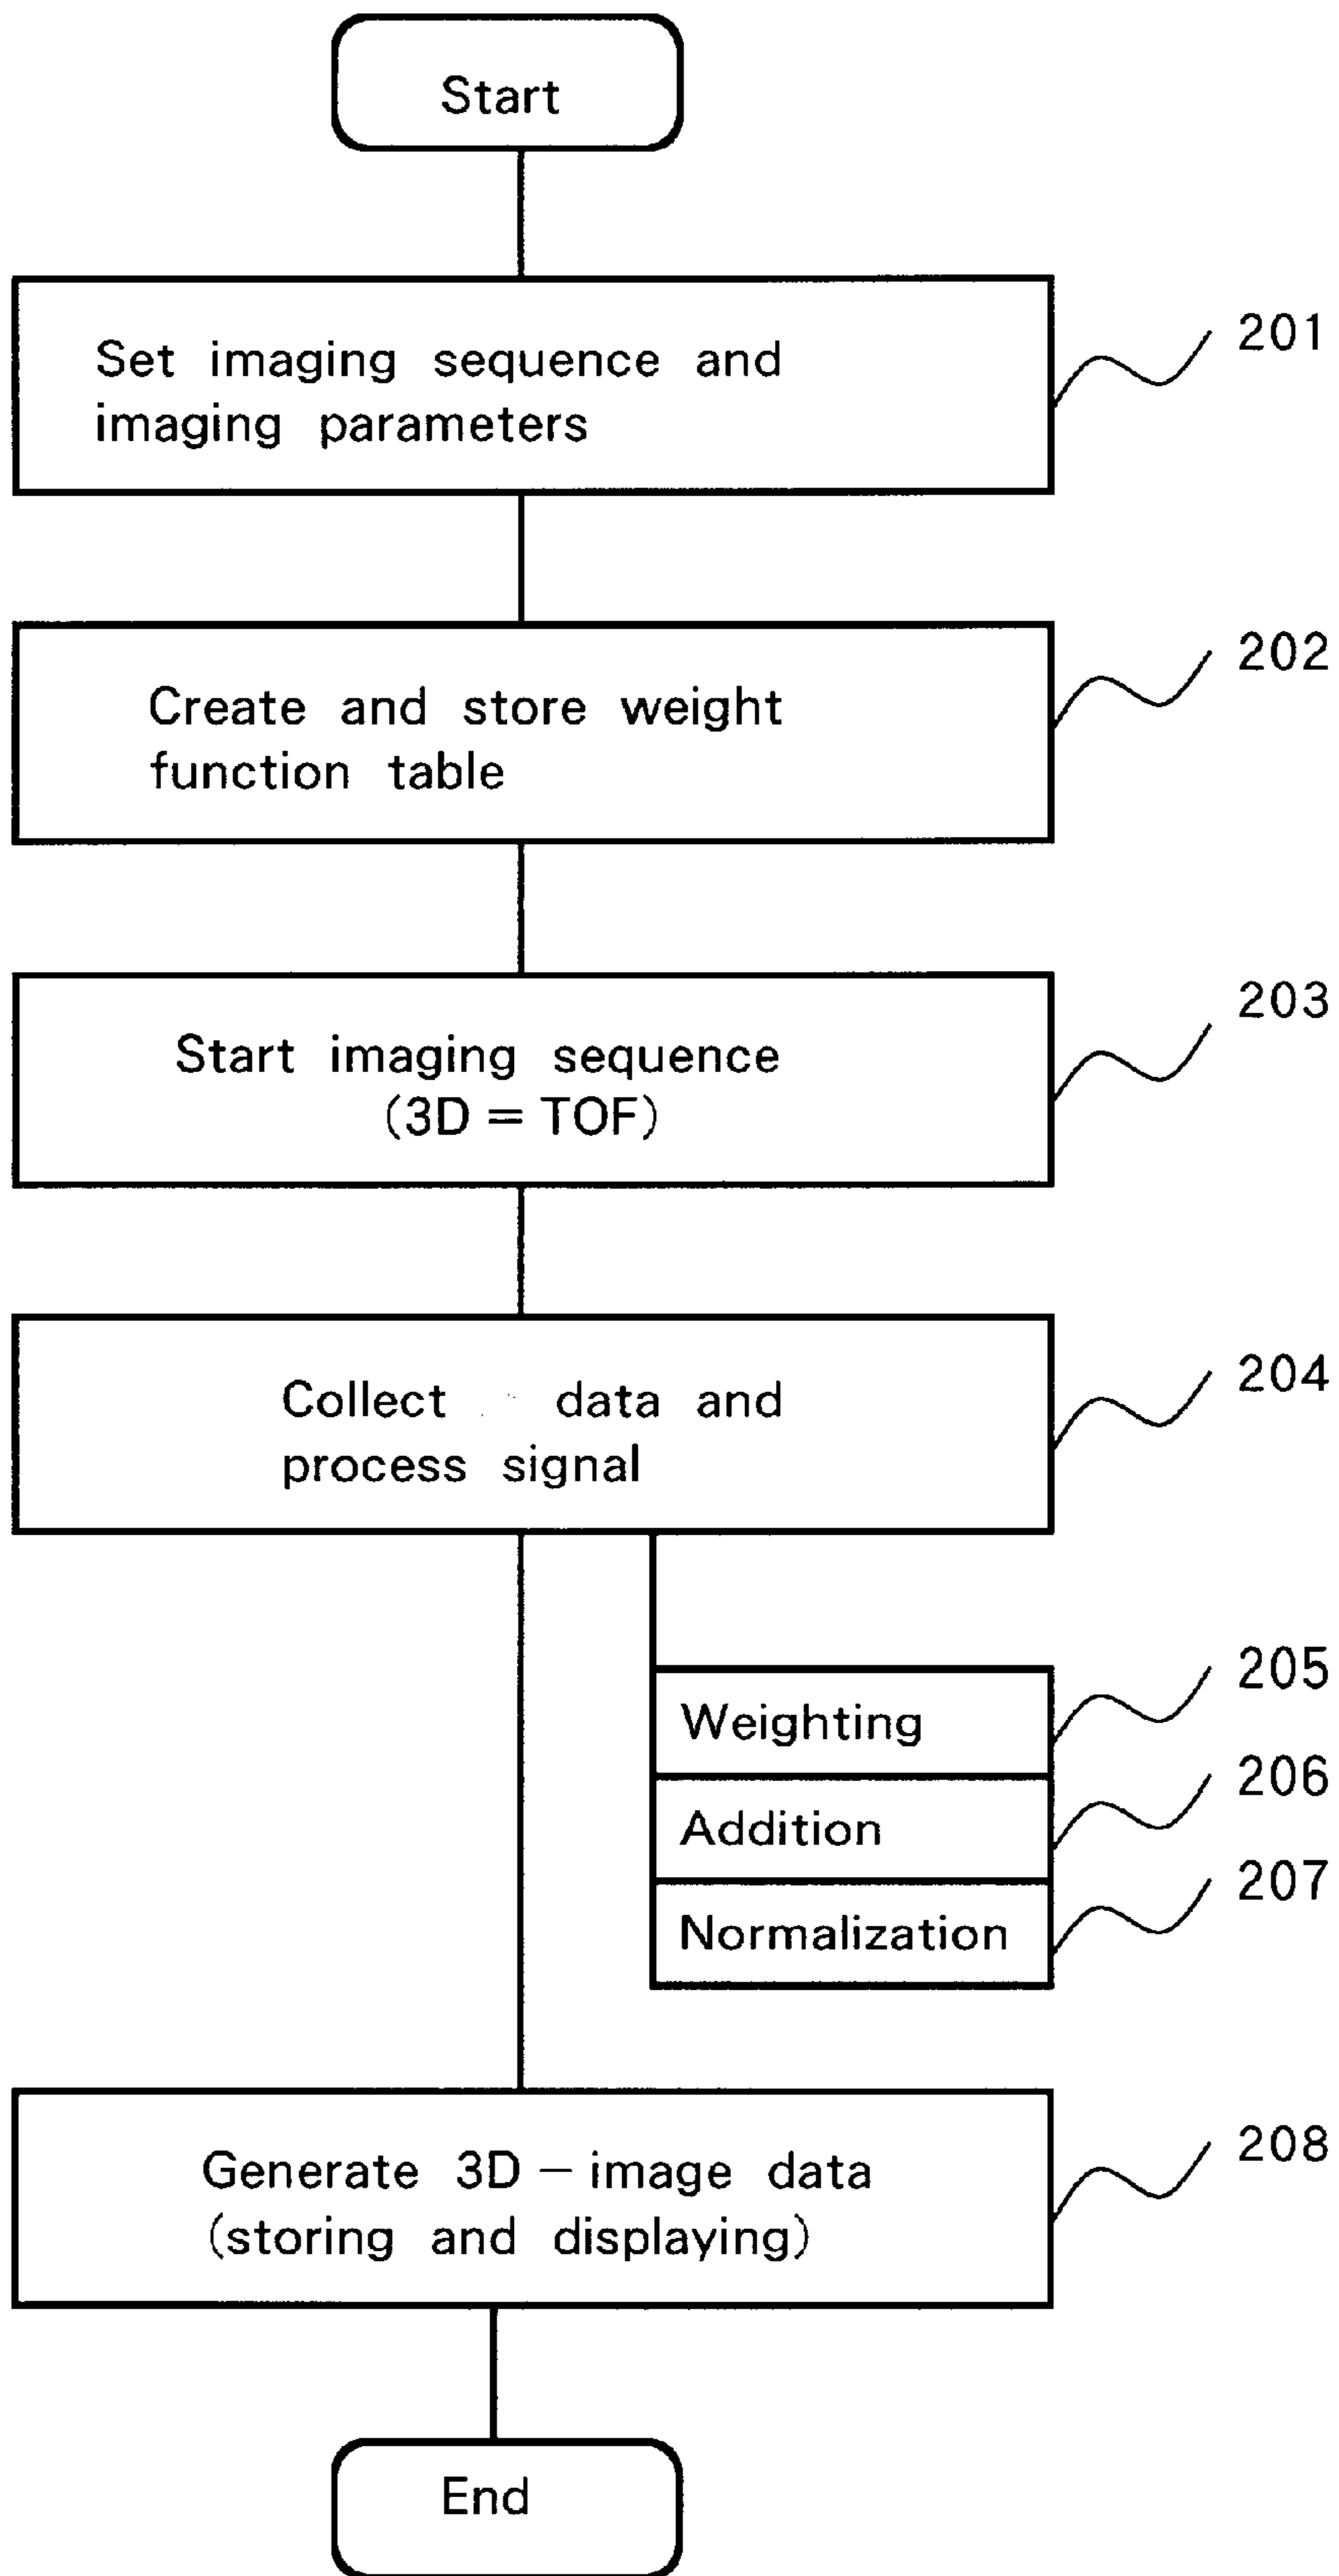 Start
Set imaging sequence and
imaging parameters
201
Create and store weight
function table
202
Start imaging sequence
(3D = TOF)
203
Collect data and
process signal
204
Weighting
205
Addition
206
Normalization
207
Generate 3D – image data
(storing and displaying)
208
End